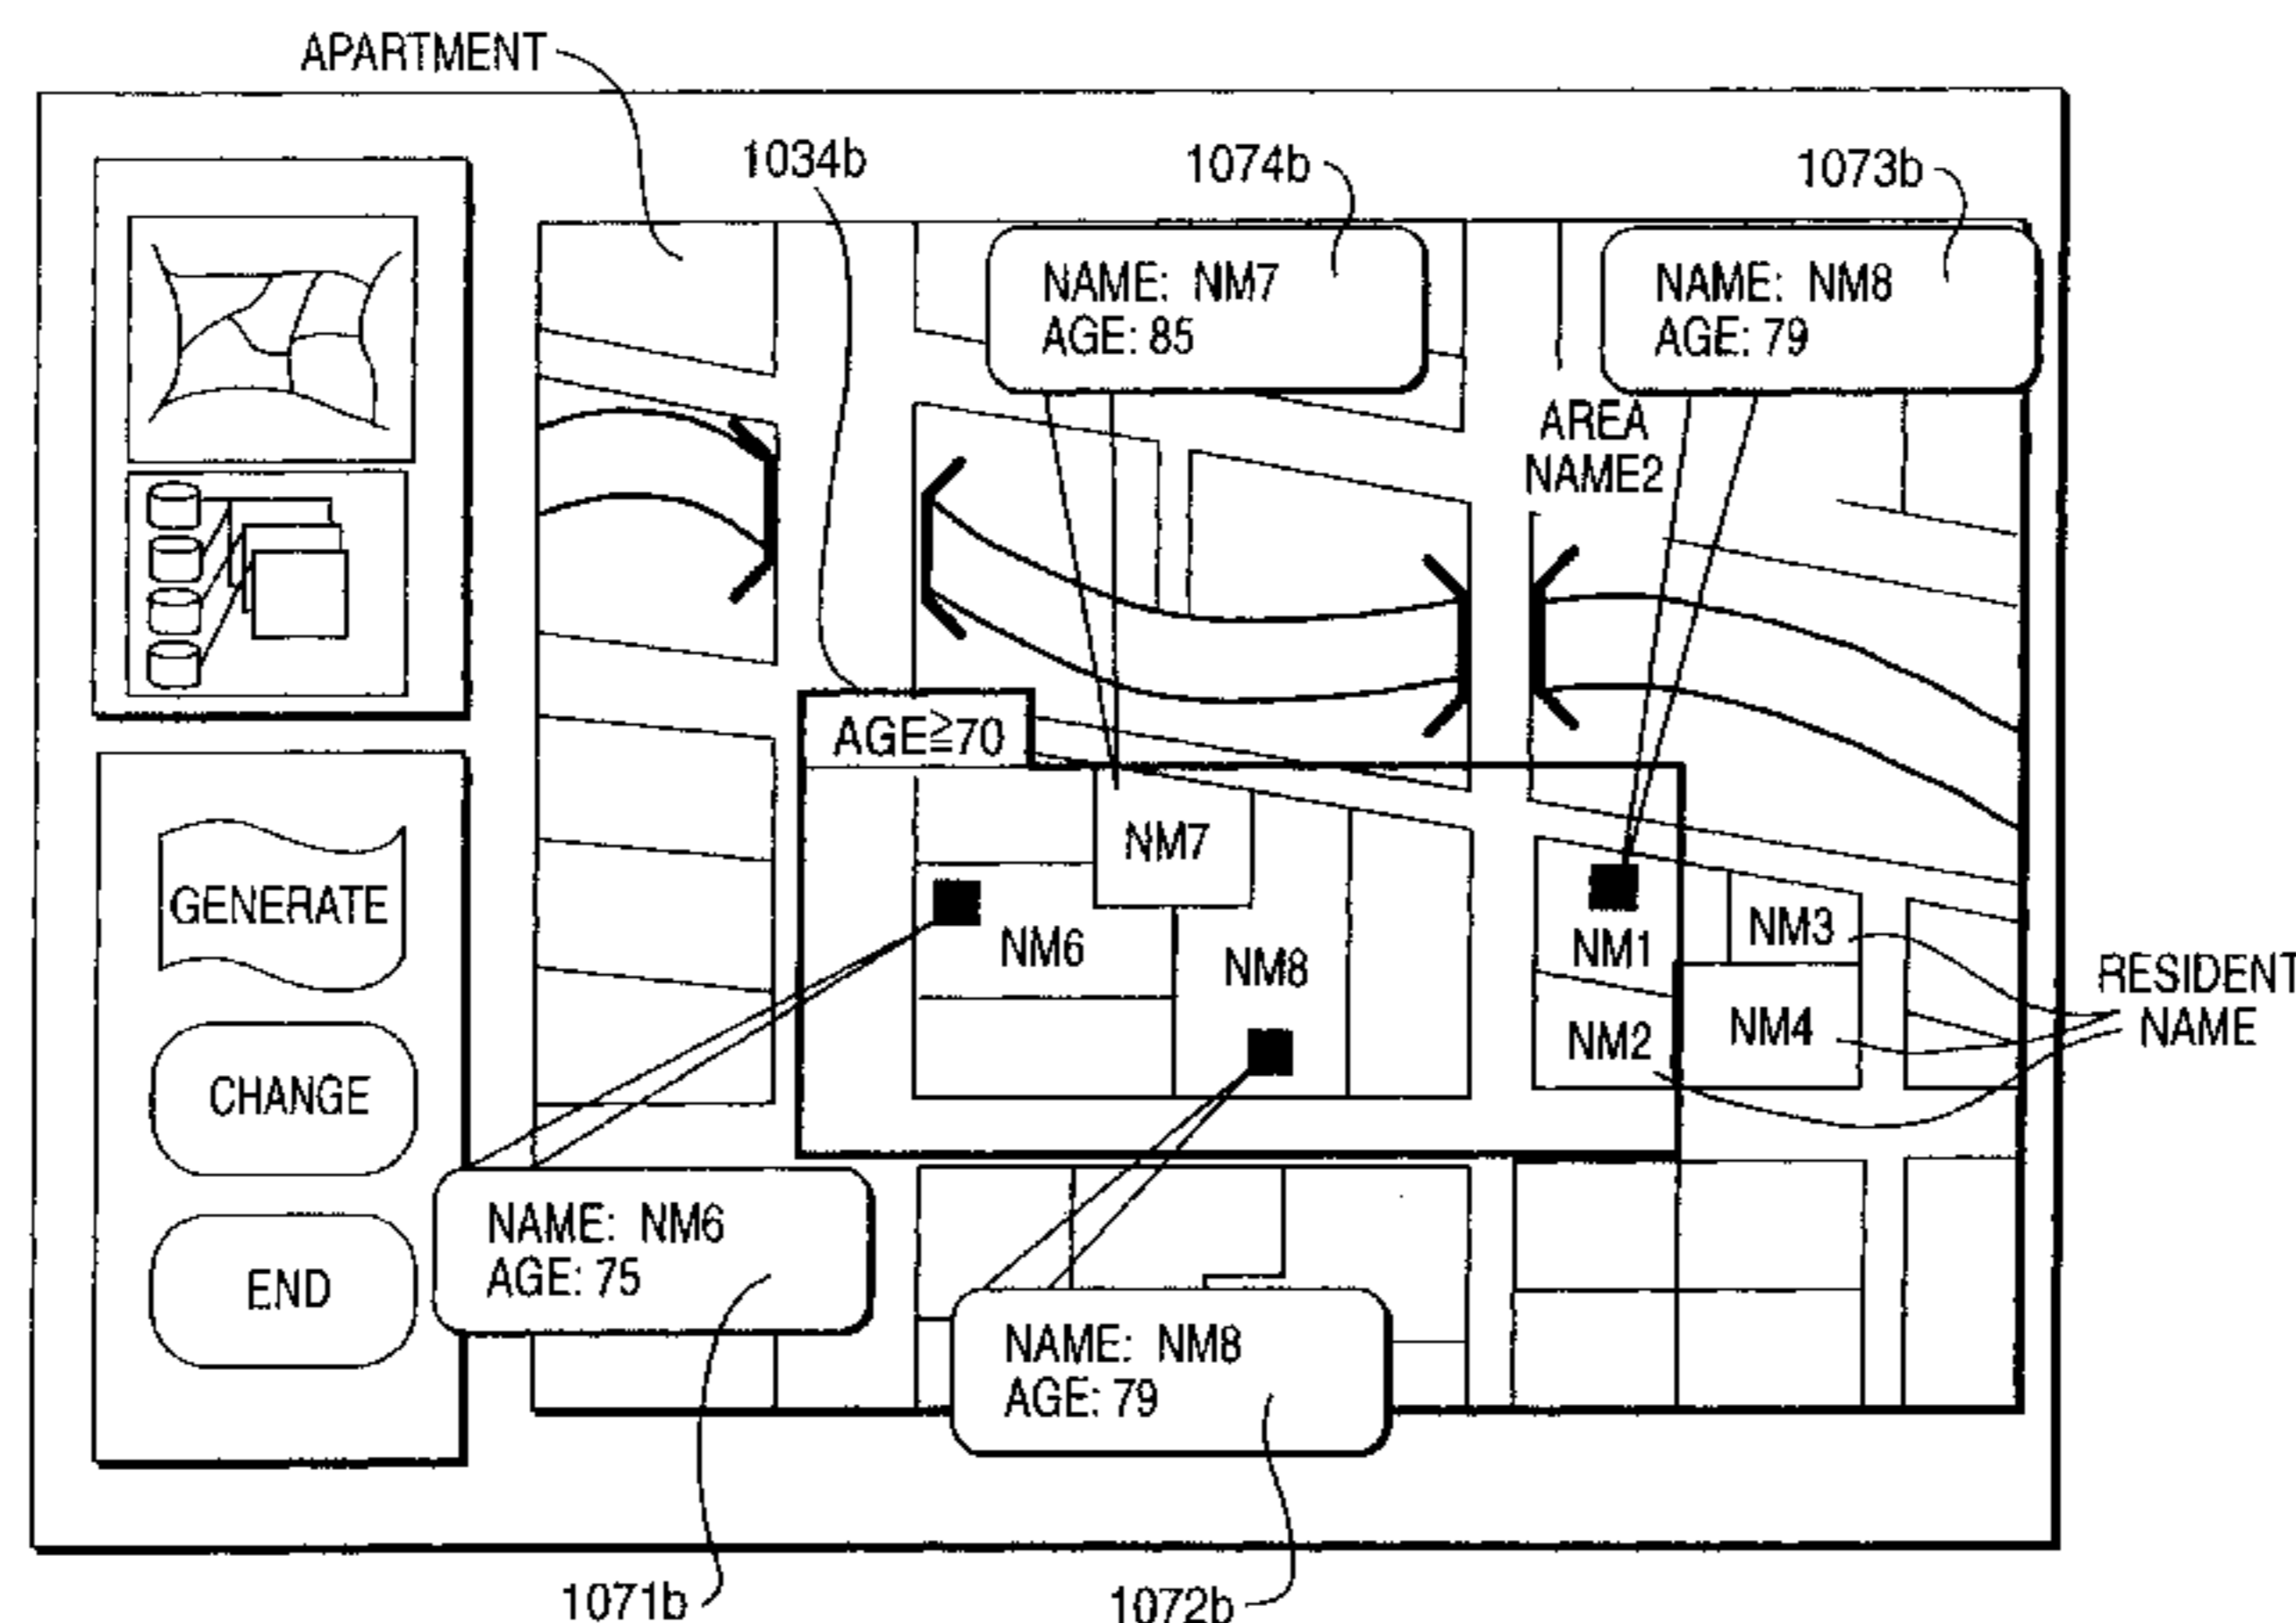 APARTMENT
1034b
1074b
1073b
NAME: NM7
AGE: 85
NAME: NM8
AGE: 79
AREA
NAME2
AGE≧70
NM7
NM6
NM8
NM1
NM3
NM2
NM4
RESIDENT
NAME
GENERATE
CHANGE
END
NAME: NM6
AGE: 75
NAME: NM8
AGE: 79
1071b
1072b